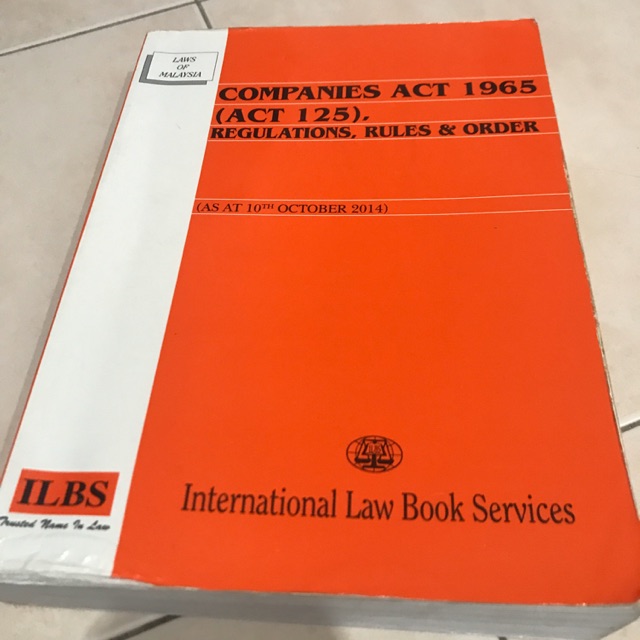 LAWS
OF
MALAYSIA
COMPANIES ACT 1965
(ACT 125),
REGULATIONS, RULES & ORDER
(AS AT 10TH OCTOBER 2014)
ILBS
Trusted Name In Law
International Law Book Services